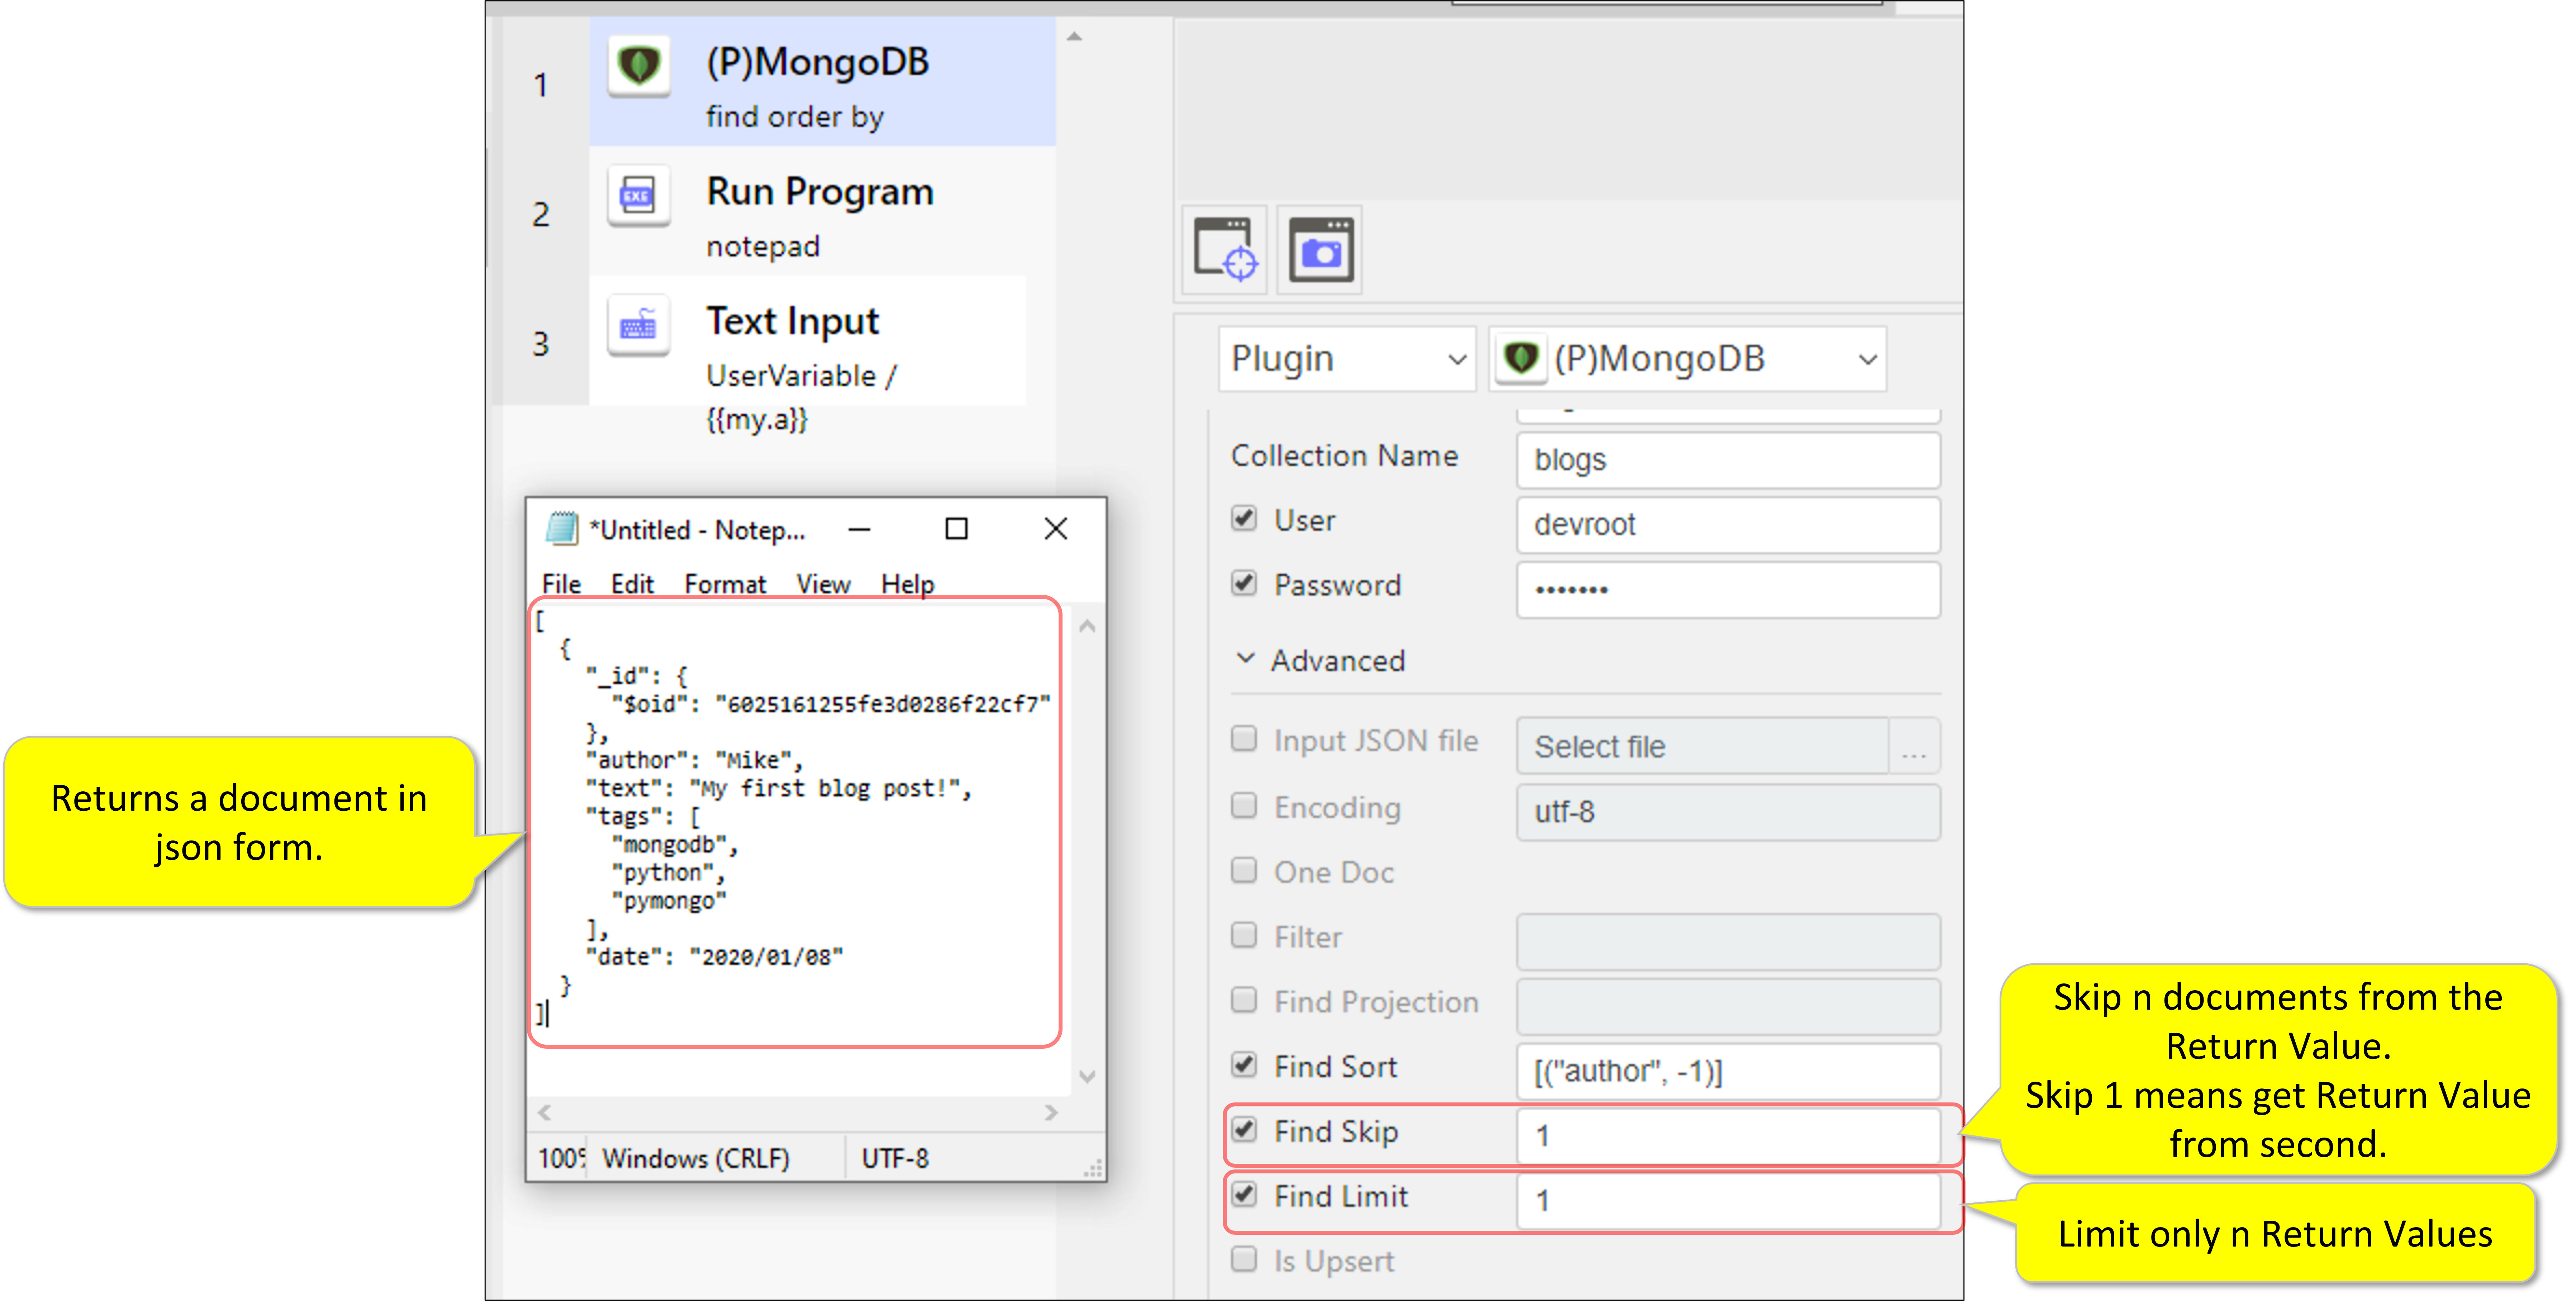 1
(P)MongoDB
find order by
2
EXE
Run Program
notepad
3
Text Input
UserVariable /
{{my.a}}
Plugin
(P)MongoDB
Collection Name
blogs
User
devroot
Password
•••••••
Advanced
Input JSON file
Select file
...
Encoding
utf-8
One Doc
Filter
Find Projection
Find Sort
[("author", -1)]
Find Skip
1
Find Limit
1
Is Upsert
*Untitled - Notep...
File Edit Format View Help
[
{
"_id": {
"$oid": "6025161255fe3d0286f22cf7"
},
"author": "Mike",
"text": "My first blog post!",
"tags": [
"mongodb",
"python",
"pymongo"
],
"date": "2020/01/08"
}
]
Windows (CRLF)
UTF-8
Returns a document in
json form.
Skip n documents from the
Return Value.
Skip 1 means get Return Value
from second.
Limit only n Return Values